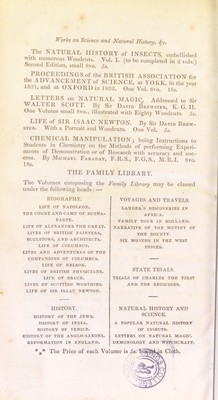 Works on Science and Natural History, &c.
The NATURAL HISTORY of INSECTS, embellished
with numerous Woodcuts. Vol. I. (to be completed in 2 vols.)
Second Edition, small 8vo. 5s.
PROCEEDINGS of the BRITISH ASSOCIATION for
the ADVANCEMENT of SCIENCE, at YORK, in the year
1831, and at OXFORD in 1832. One Vol. 8vo. 18s.
LETTERS on NATURAL MAGIC, Addressed to Sir
WALTER SCOTT. By Sir DAVID BREWSTER, K.G.H.
One Volume small 8vo, illustrated with Eighty Woodcuts. 5s.
LIFE of SIR ISAAC NEWTON. By Sir DAVID BREWSTER.
With a Portrait and Woodcuts. One Vol. 5s.
CHEMICAL MANIPULATION; being Instructions to
Students in Chemistry on the Methods of performing Experiments
of Demonstration or of Research with accuracy and success.
By MICHAEL FARADAY, F.R.S., F.G.S., M.R.I. 8vo.
18s.
THE FAMILY LIBRARY.
The Volumes composing the Family Library may be classed
under the following heads:—
BIOGRAPHY.
LIFE OF NAPOLEON.
THE COURT AND CAMP OF BUONAPARTE.
LIFE OF ALEXANDER THE GREAT.
LIVES OF BRITISH PAINTERS,
SCULPTORS, AND ARCHITECTS.
LIFE OF COLUMBUS.
LIVES AND ADVENTURES OF THE
COMPANIONS OF COLUMBUS.
LIFE OF NELSON.
LIVES OF BRITISH PHYSICIANS.
LIFE OF BRUCE.
LIVES OF SCOTTISH WORTHIES.
LIFE OF SIR ISAAC NEWTON.
HISTORY.
HISTORY OF THE JEWS.
HISTORY OF INDIA.
HISTORY OF VENICE.
HISTORY OF THE ANGLO-SAXONS.
REFORMATION IN ENGLAND.
VOYAGES AND TRAVELS.
LANDER'S DISCOVERIES IN
AFRICA.
FAMILY TOUR IN HOLLAND.
NARRATIVE OF THE MUTINY OF
THE BOUNTY.
SIX MONTHS IN THE WEST
INDIES.
STATE TRIALS.
TRIALS OF CHARLES THE FIRST
AND THE REGICIDES.
NATURAL HISTORY AND
SCIENCE.
A POPULAR NATURAL HISTORY
OF INSECTS.
LETTERS ON NATURAL MAGIC.
DEMONOLOGY AND WITCHCRAFT.
The Price of each Volume is 5s. bound in Cloth.